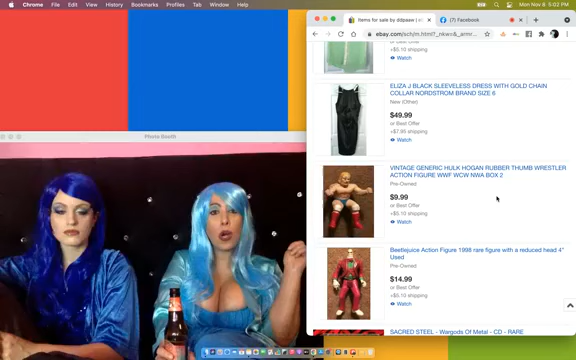 Chrome File Edit View History Bookmarks Profiles Tab Window Help
Mon Nov 8 5:02 PM
Items for sale by ddpaaw
(7) Facebook
ebay.com/sch/m.html?_nkw=&_armr
or Best Offer
+$5.10 shipping
Watch
ELIZA J BLACK SLEEVELESS DRESS WITH GOLD CHAIN
COLLAR NORDSTROM BRAND SIZE 6
New (Other)
$49.99
or Best Offer
+$7.95 shipping
Watch
Photo Booth
VINTAGE GENERIC HULK HOGAN RUBBER THUMB WRESTLER
ACTION FIGURE WWF WCW NWA BOX 2
Pre-Owned
$9.99
or Best Offer
+$5.10 shipping
Watch
Beetlejuice Action Figure 1998 rare figure with a reduced head 4"
Used
Pre-Owned
$14.99
or Best Offer
+$5.10 shipping
Watch
SACRED STEEL - Wargods Of Metal - CD - RARE